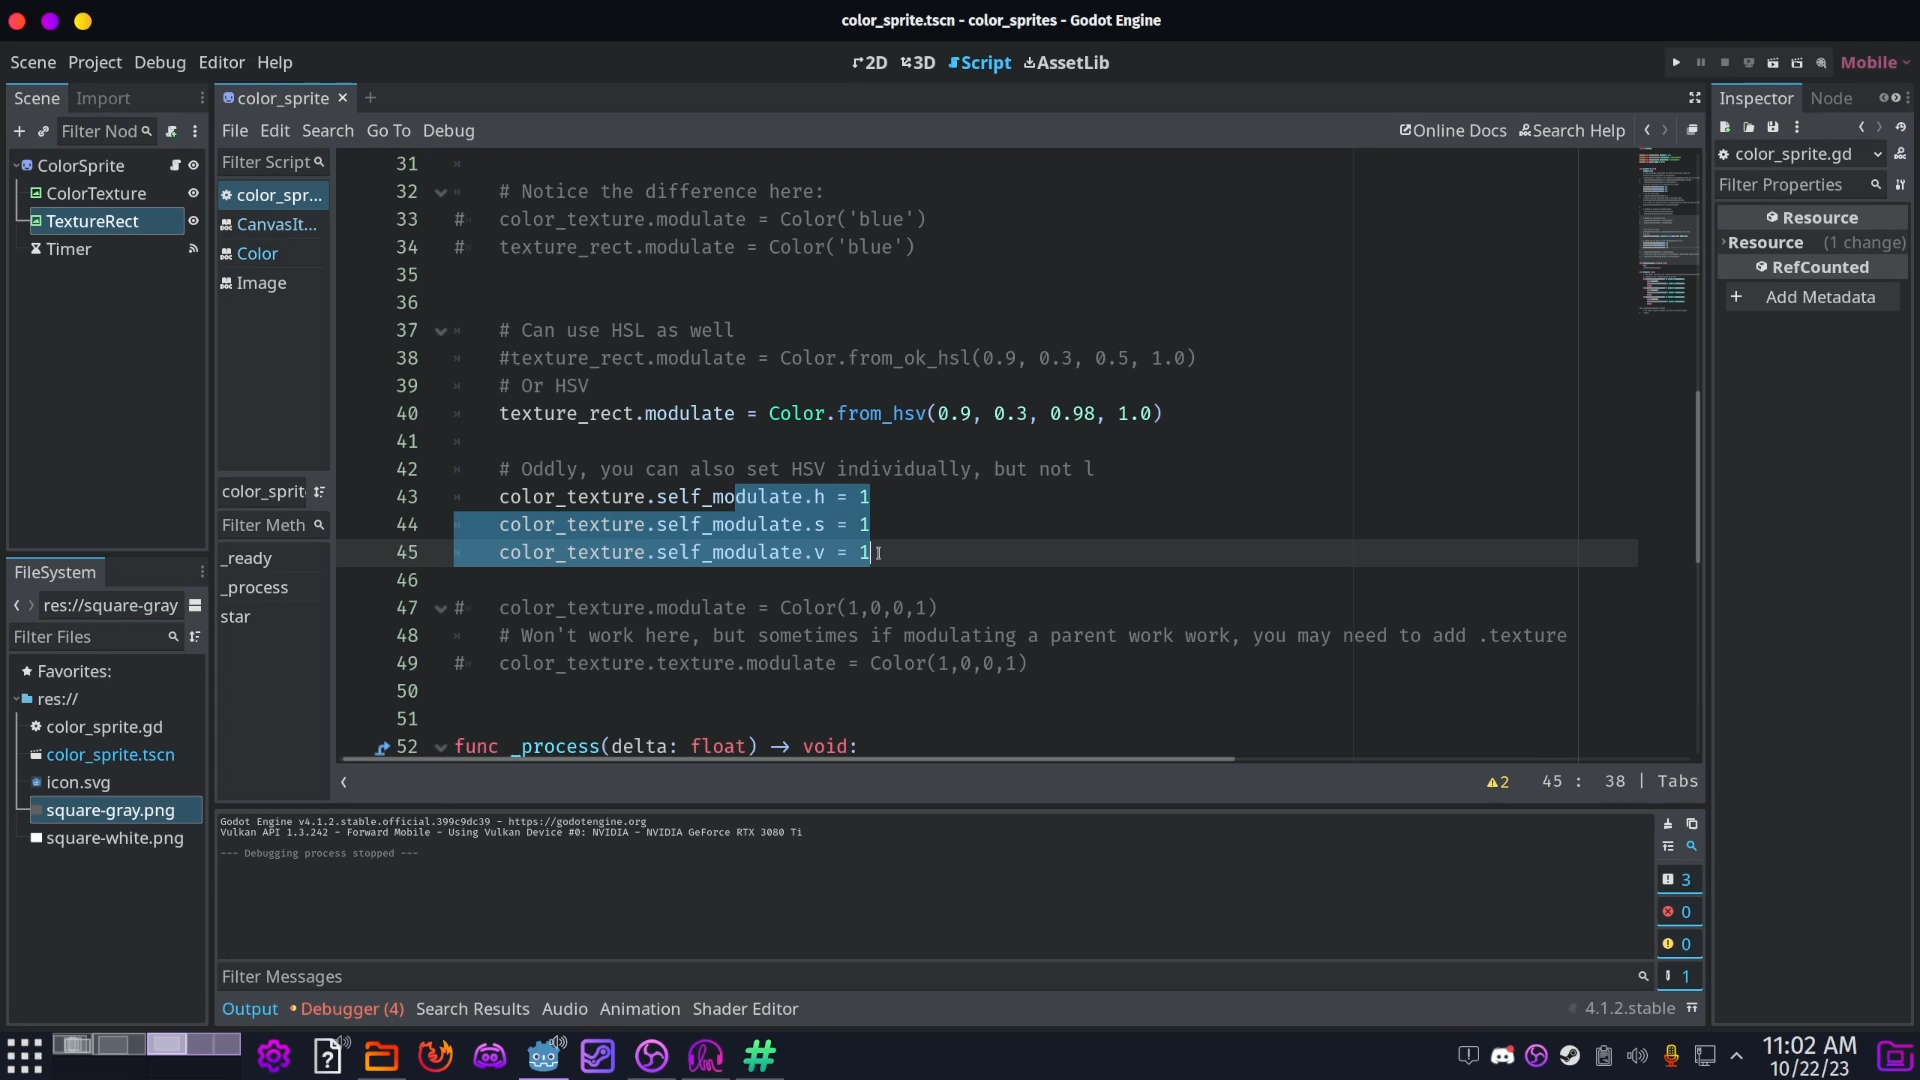 color_sprite.tscn - color_sprites - Godot Engine
Scene Project Debug Editor Help
2D 3D Script AssetLib
Mobile
Scene Import
color_sprite
Inspector Node
Filter Nod
File Edit Search Go To Debug
Online Docs Search Help
color_sprite.gd
Filter Properties
Resource
Resource (1 change)
RefCounted
Add Metadata
ColorSprite
ColorTexture
TextureRect
Timer
Filter Script
color_spr...
CanvasIt...
Color
Image
color_sprit
Filter Meth
_ready
_process
star
31
32 # Notice the difference here:
33 # color_texture.modulate = Color('blue')
34 # texture_rect.modulate = Color('blue')
35
36
37 # Can use HSL as well
38 #texture_rect.modulate = Color.from_ok_hsl(0.9, 0.3, 0.5, 1.0)
39 # Or HSV
40 texture_rect.modulate = Color.from_hsv(0.9, 0.3, 0.98, 1.0)
41
42 # Oddly, you can also set HSV individually, but not l
43 color_texture.self_modulate.h = 1
44 color_texture.self_modulate.s = 1
45 color_texture.self_modulate.v = 1
46
47 # color_texture.modulate = Color(1,0,0,1)
48 # Won't work here, but sometimes if modulating a parent work work, you may need to add .texture
49 # color_texture.texture.modulate = Color(1,0,0,1)
50
51
52 func _process(delta: float) -> void:
2 45 : 38 | Tabs
FileSystem
res://square-gray
Filter Files
Favorites:
res://
color_sprite.gd
color_sprite.tscn
icon.svg
square-gray.png
square-white.png
Godot Engine v4.1.2.stable.official.399c9dc39 - https://godotengine.org
Vulkan API 1.3.242 - Forward Mobile - Using Vulkan Device #0: NVIDIA - NVIDIA GeForce RTX 3080 Ti
--- Debugging process stopped ---
3
0
0
1
Filter Messages
Output Debugger (4) Search Results Audio Animation Shader Editor
4.1.2.stable
11:02 AM
10/22/23